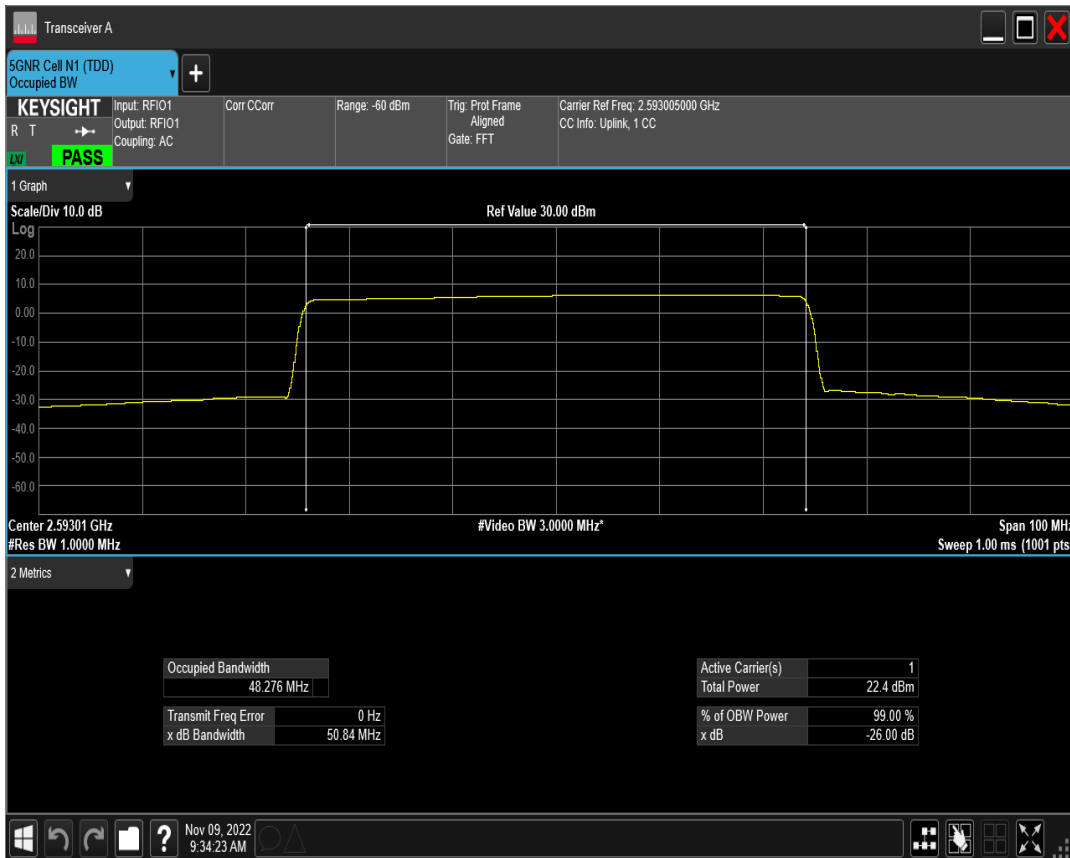 Transceiver A
5GNR Cell N1 (TDD)
Occupied BW
+
KEYSIGHT
R T
LXI
PASS
Input: RFIO1
Output: RFIO1
Coupling: AC
Corr CCorr
Range: -60 dBm
Trig: Prot Frame
Aligned
Gate: FFT
Carrier Ref Freq: 2.593005000 GHz
CC Info: Uplink, 1 CC
1 Graph
Scale/Div 10.0 dB
Ref Value 30.00 dBm
Log
20.0
10.0
0.00
-10.0
-20.0
-30.0
-40.0
-50.0
-60.0
Center 2.59301 GHz
#Video BW 3.0000 MHz*
Span 100 MHz
#Res BW 1.0000 MHz
Sweep 1.00 ms (1001 pts
2 Metrics
Occupied Bandwidth
48.276 MHz
Transmit Freq Error 0 Hz
x dB Bandwidth 50.84 MHz
Active Carrier(s) 1
Total Power 22.4 dBm
% of OBW Power 99.00 %
x dB -26.00 dB
?
Nov 09, 2022
9:34:23 AM